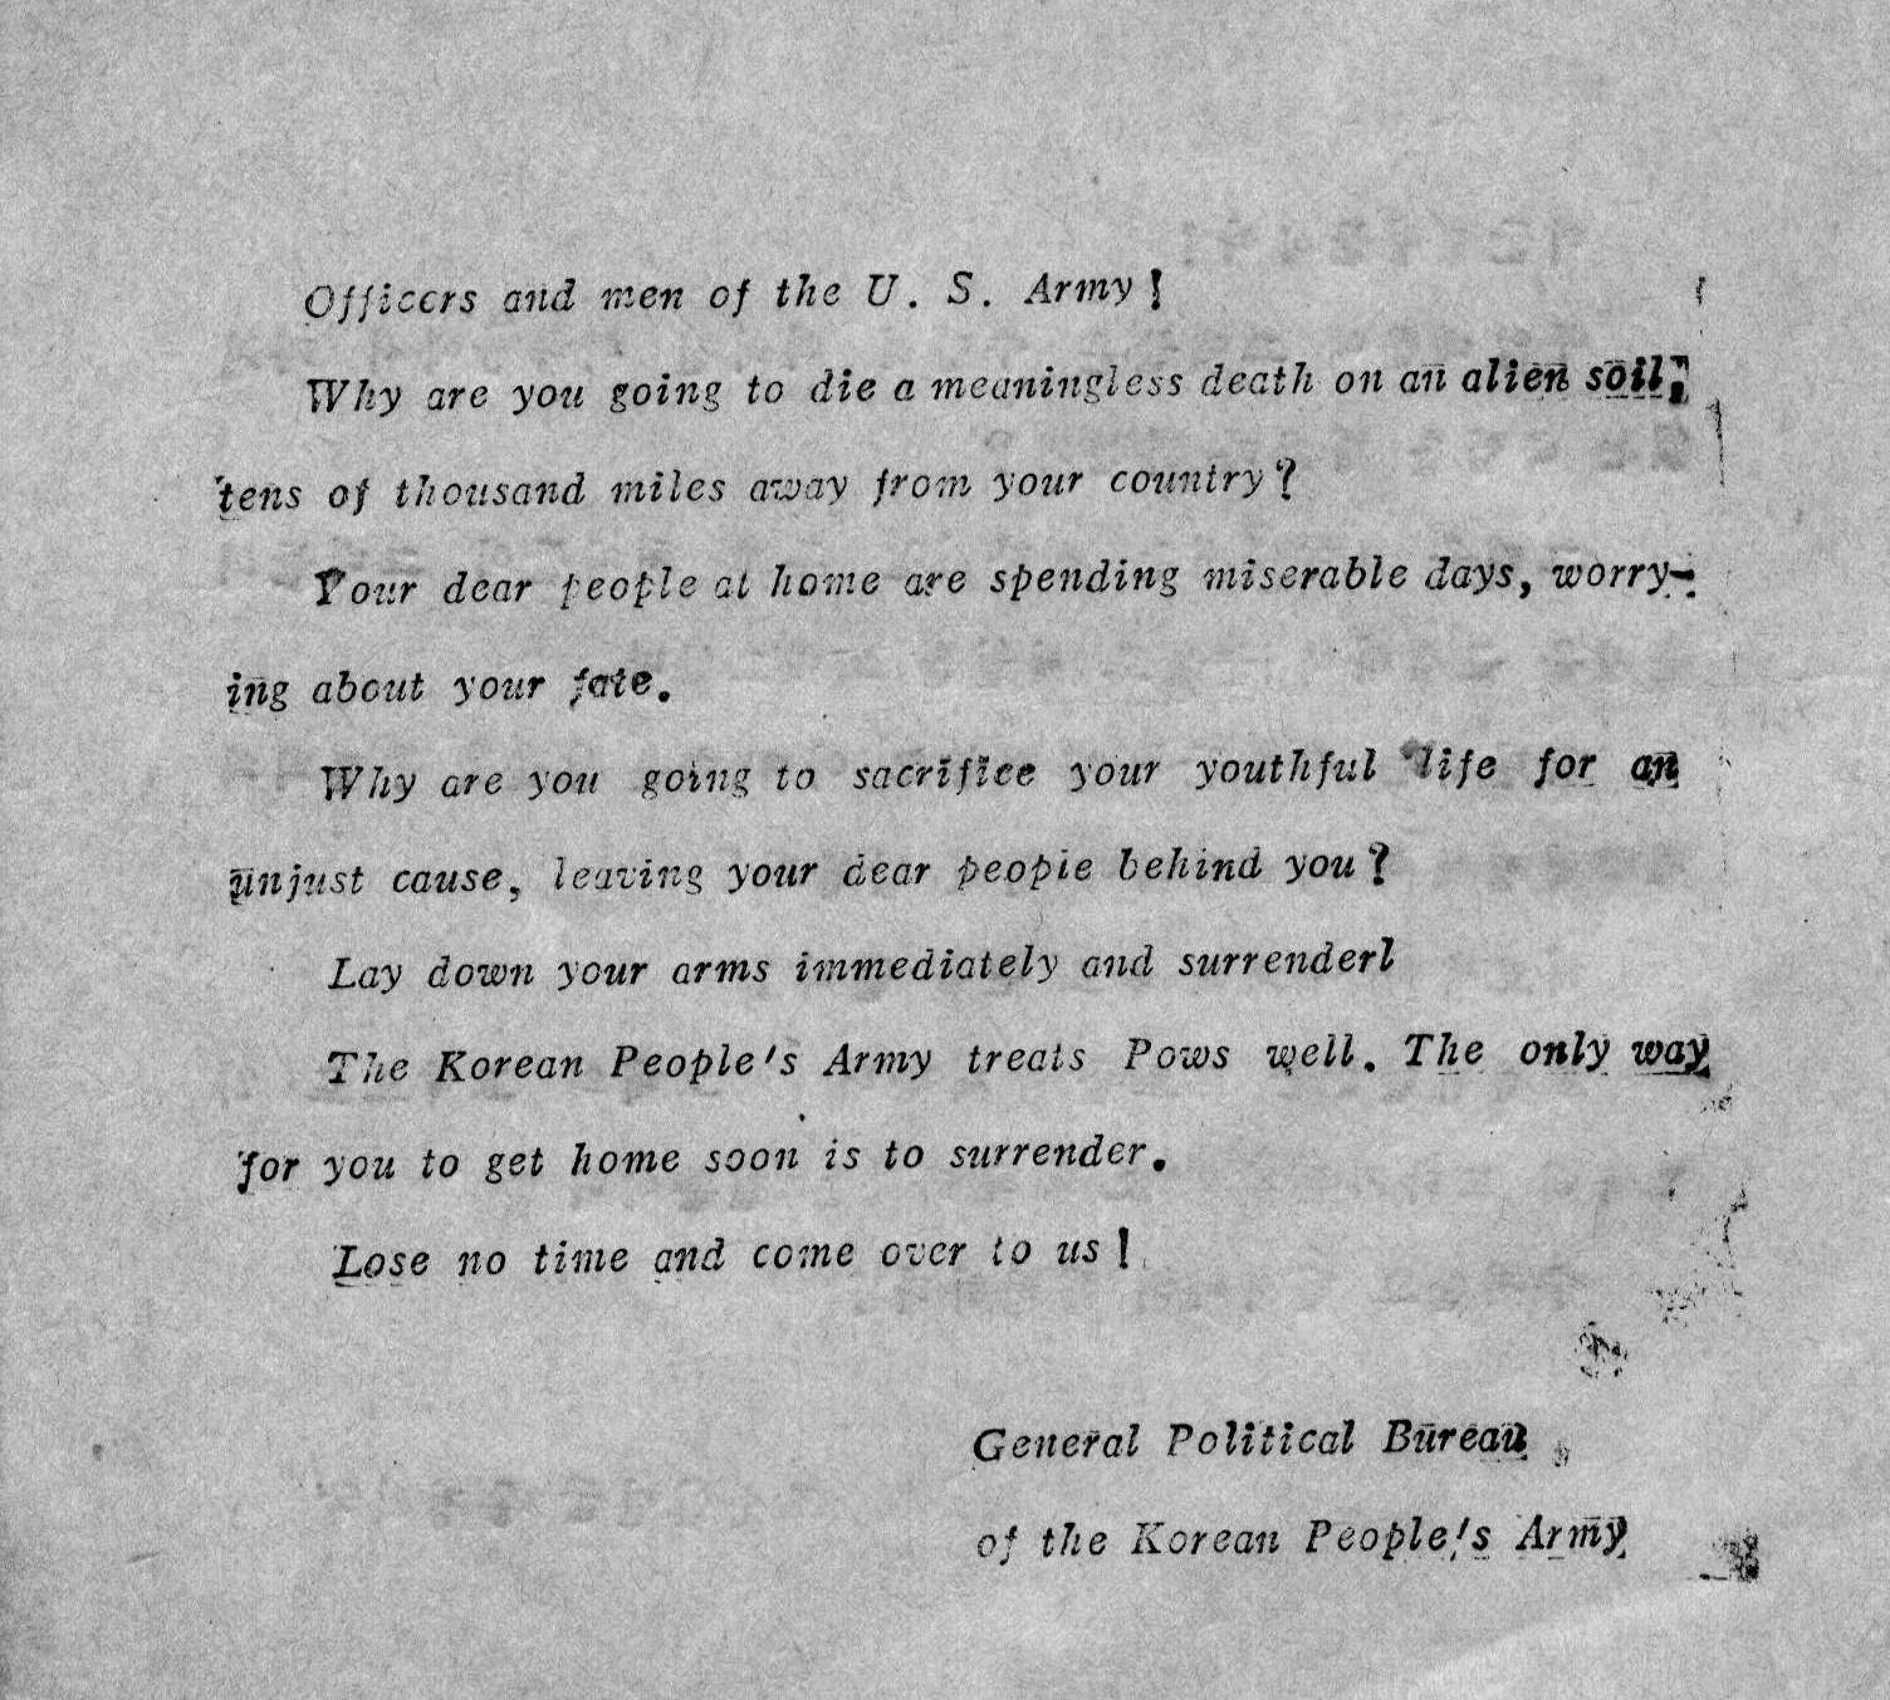 Officers and men of the U. S. Army!
Why are you going to die a meaningless death on an alien soil,
tens of thousand miles away from your country?
Your dear people at home are spending miserable days, worry-
ing about your fate.
Why are you going to sacrifice your youthful life for an
unjust cause, leaving your dear people behind you?
Lay down your arms immediately and surrender!
The Korean People's Army treats Pows well. The only way
for you to get home soon is to surrender.
Lose no time and come over to us!
General Political Bureau
of the Korean People's Army